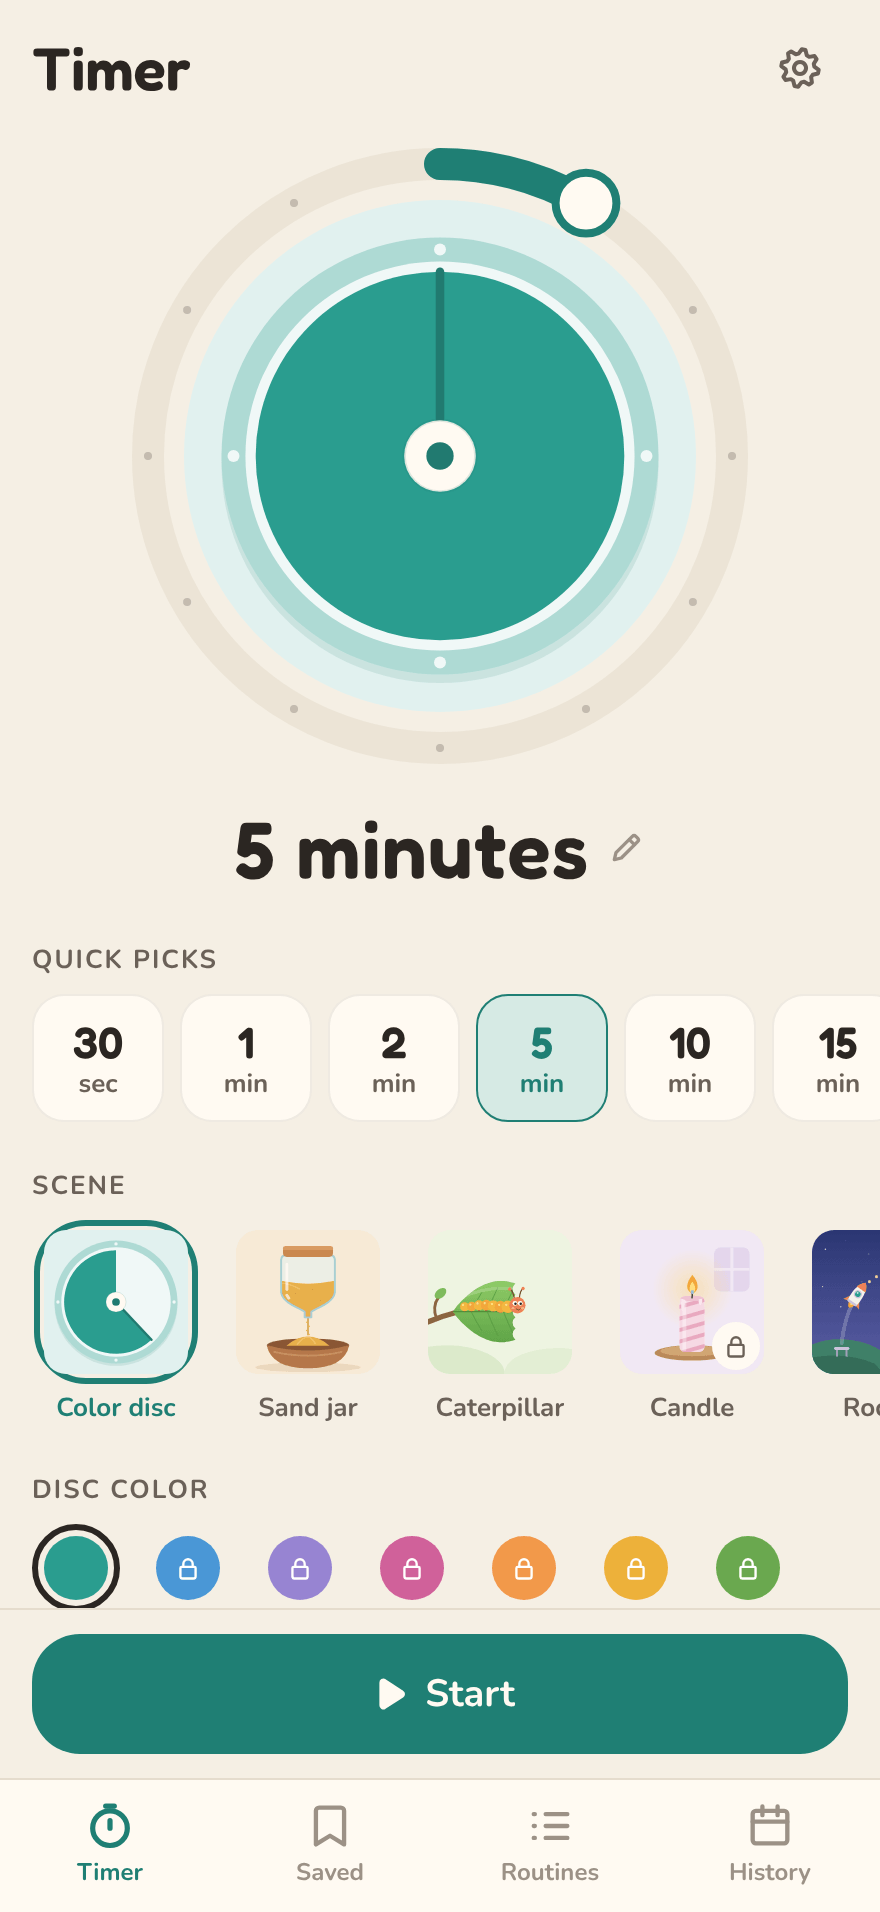 Timer
5 minutes
QUICK PICKS
30 sec
1 min
2 min
5 min
10 min
15 min
SCENE
Color disc
Sand jar
Caterpillar
Candle
DISC COLOR
Start
Timer
Saved
Routines
History